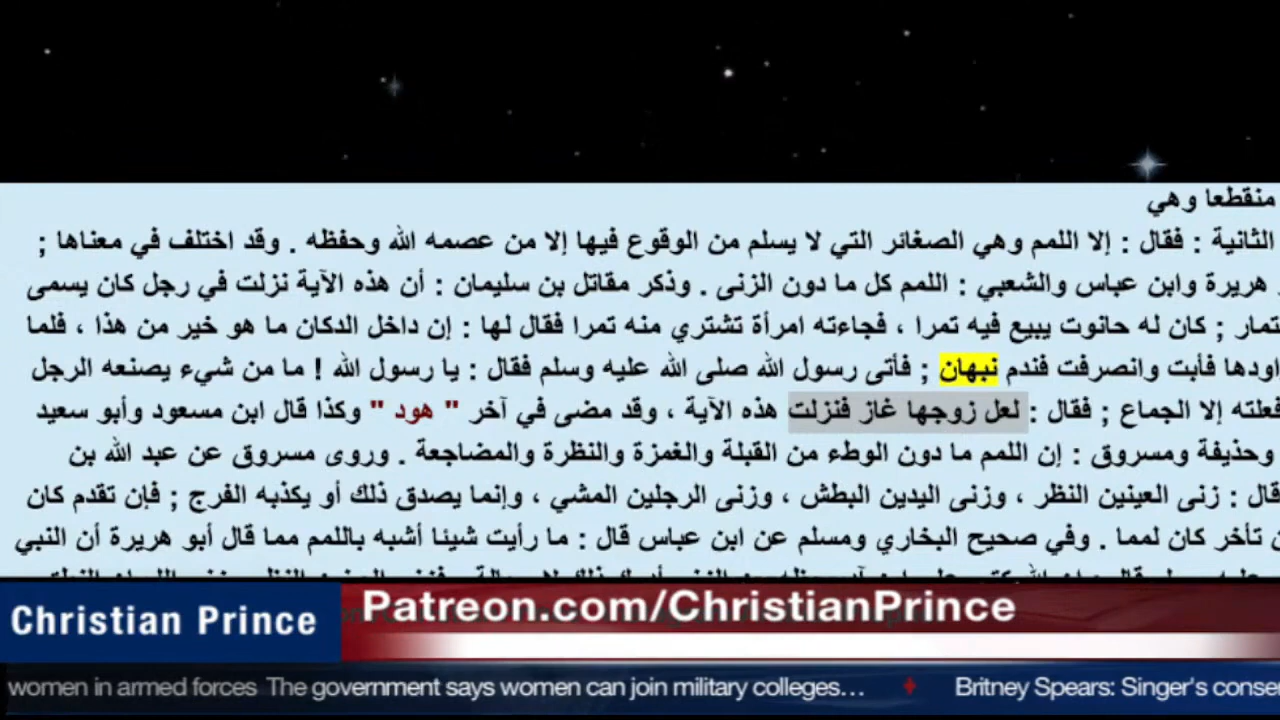 منقطعا وهي
الثانية : فقال : إلا اللمم وهي الصغائر التي لا يسلم من الوقوع فيها إلا من عصمه الله وحفظه . وقد اختلف في معناها ;
هريرة وابن عباس والشعبي : اللمم كل ما دون الزنى . وذكر مقاتل بن سليمان : أن هذه الآية نزلت في رجل كان يسمى
تمار ; كان له حانوت يبيع فيه تمرا ، فجاءته امرأة تشتري منه تمرا فقال لها : إن داخل الدكان ما هو خير من هذا ، فلما
اودها فأبت وانصرفت فندم نبهان ; فأتى رسول الله صلى الله عليه وسلم فقال : يا رسول الله ! ما من شيء يصنعه الرجل
فعلته إلا الجماع ; فقال : لعل زوجها غاز فنزلت هذه الآية ، وقد مضى في آخر " هود " وكذا قال ابن مسعود وأبو سعيد
وحذيفة ومسروق : إن اللمم ما دون الوطء من القبلة والغمزة والنظرة والمضاجعة . وروى مسروق عن عبد الله بن
قال : زنى العينين النظر ، وزنى اليدين البطش ، وزنى الرجلين المشي ، وإنما يصدق ذلك أو يكذبه الفرج ; فإن تقدم كان
تأخر كان لمما . وفي صحيح البخاري ومسلم عن ابن عباس قال : ما رأيت شيئا أشبه باللمم مما قال أبو هريرة أن النبي
Christian Prince
Patreon.com/ChristianPrince
women in armed forces The government says women can join military colleges... Britney Spears: Singer's conse